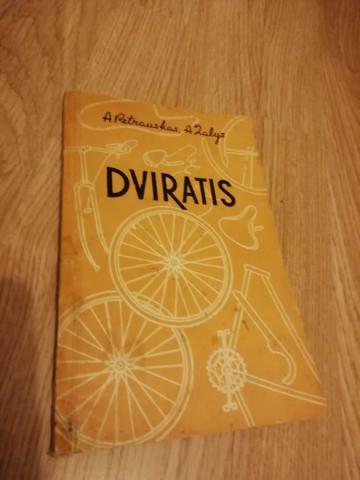 A. Petrauskas, A. Žalys
DVIRATIS